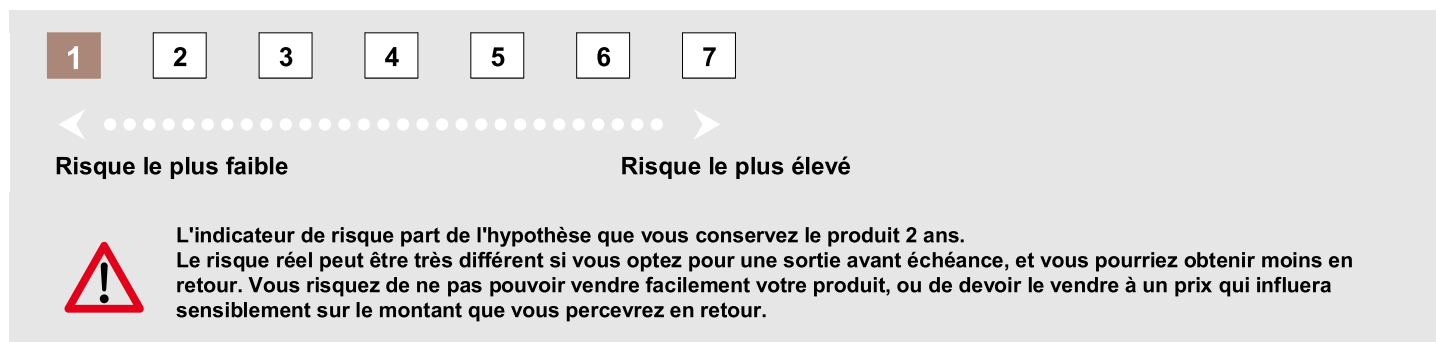 1 2 3 4 5 6 7
Risque le plus faible Risque le plus élevé
L'indicateur de risque part de l'hypothèse que vous conservez le produit 2 ans.
Le risque réel peut être très différent si vous optez pour une sortie avant échéance, et vous pourriez obtenir moins en
retour. Vous risquez de ne pas pouvoir vendre facilement votre produit, ou de devoir le vendre à un prix qui influera
sensiblement sur le montant que vous percevrez en retour.